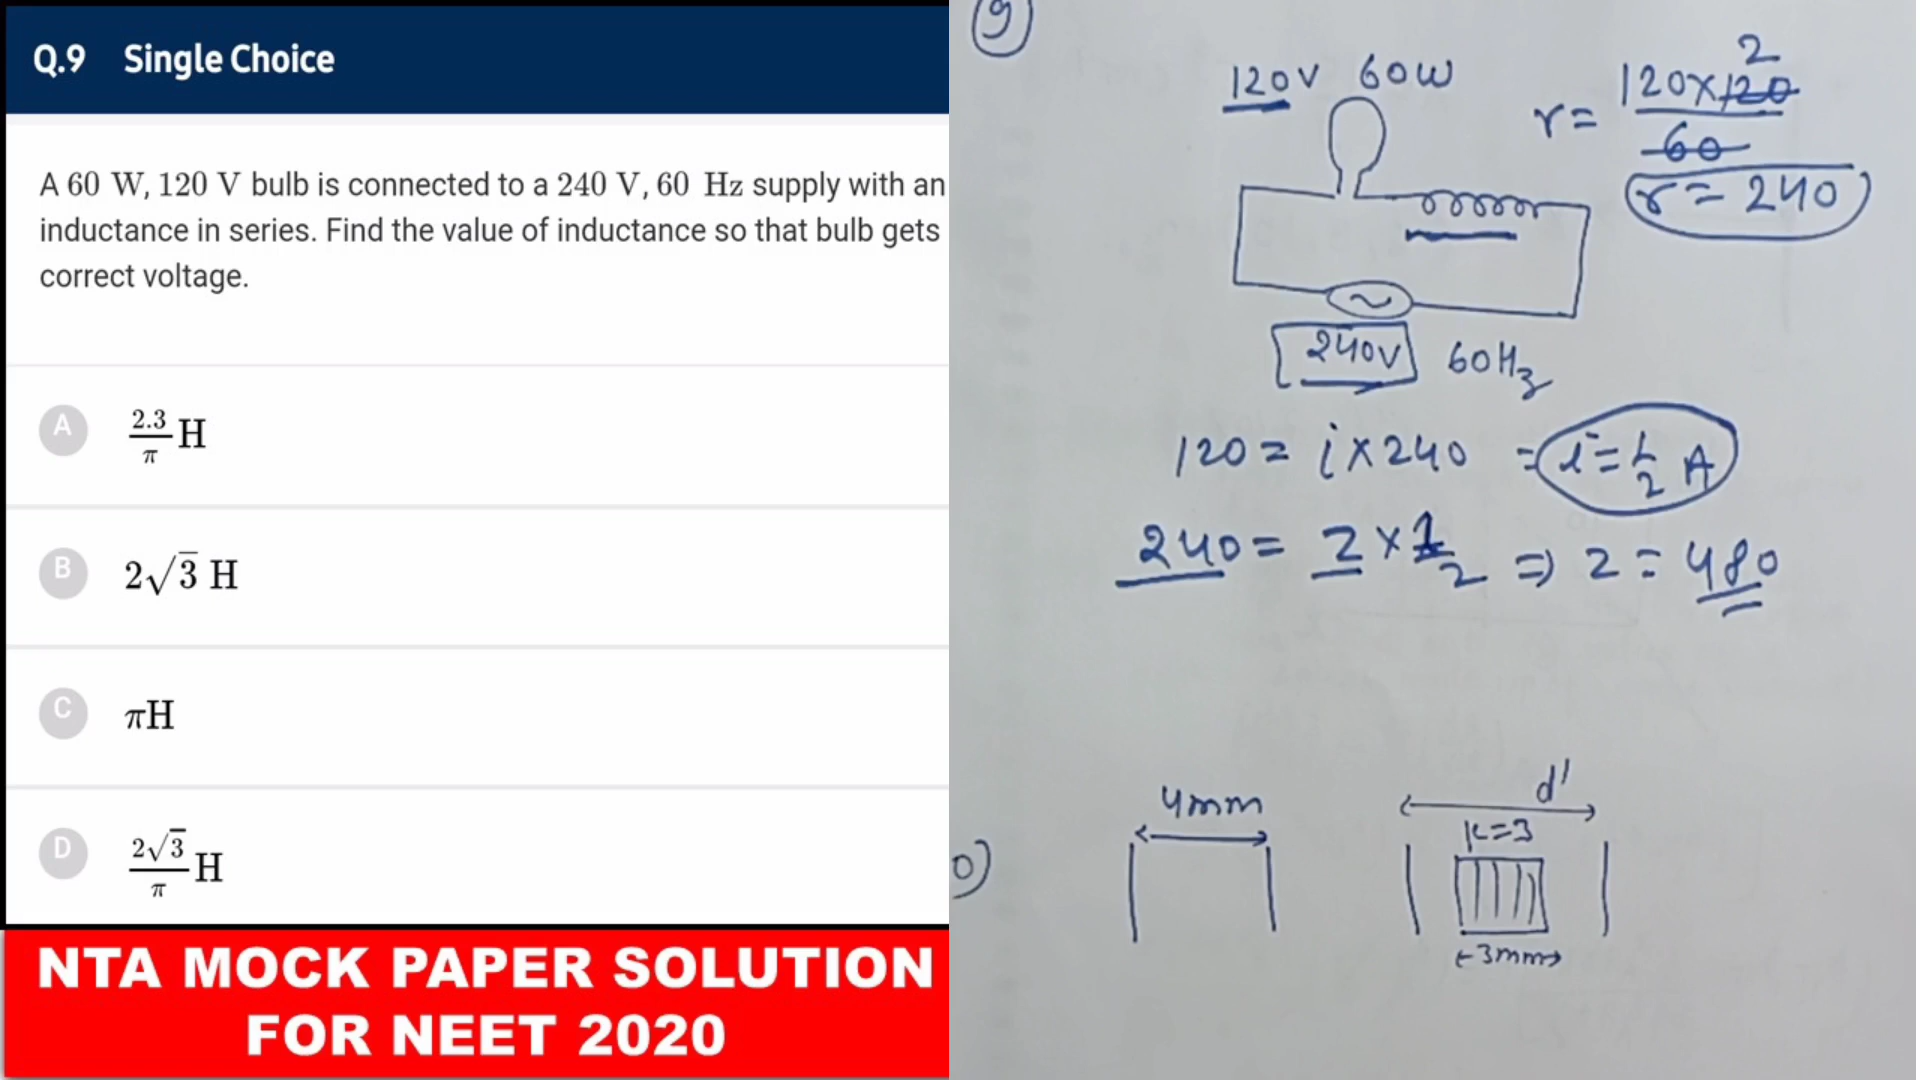 Q.9 Single Choice
A 60 W, 120 V bulb is connected to a 240 V, 60 Hz supply with an
inductance in series. Find the value of inductance so that bulb gets
correct voltage.
A 2.3/π H
B 2√3 H
C πH
D 2√3/π H
NTA MOCK PAPER SOLUTION
FOR NEET 2020
9
120V 60W
r = 120×120/60 2
r = 240
240V 60Hz
120 = i×240 = i = 1/2 A
240 = Z × 1/2 ⇒ Z = 480
4mm
d'
K=3
0)
3mm